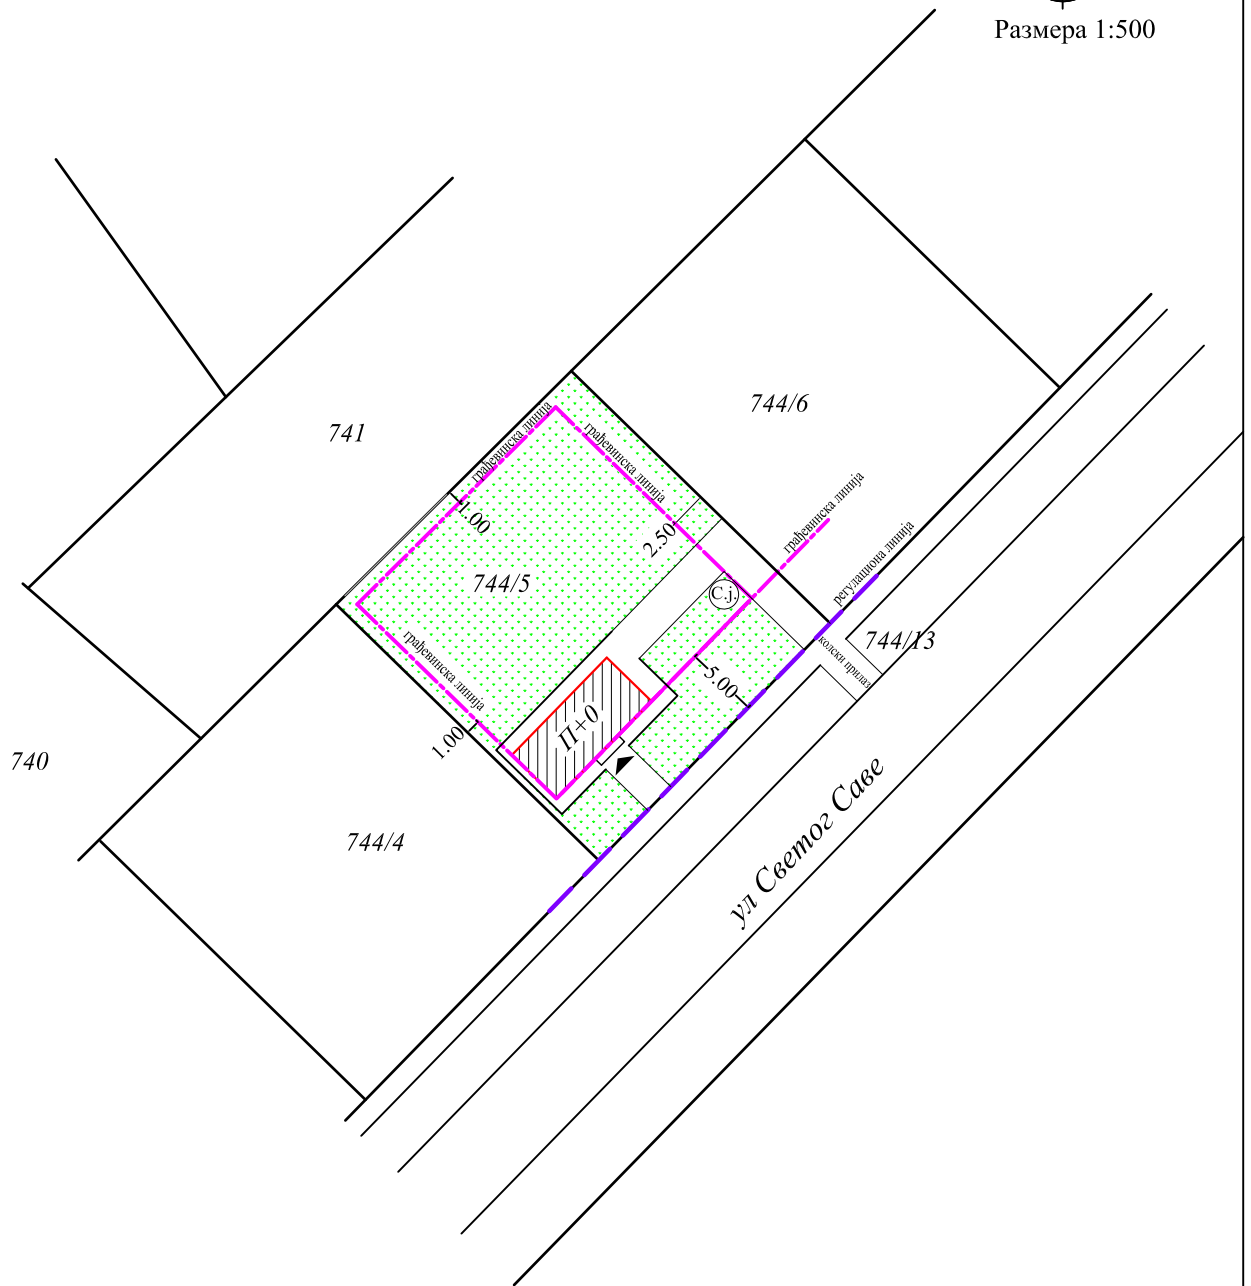 Размера 1:500
744/6
741
грађевинска линија
грађевинска линија
грађевинска линија
1.00
2.50
регулациона линија
744/5
С.ј.
744/13
колски прилаз
грађевинска линија
5.00
П+0
1.00
740
744/4
ул Светог Саве